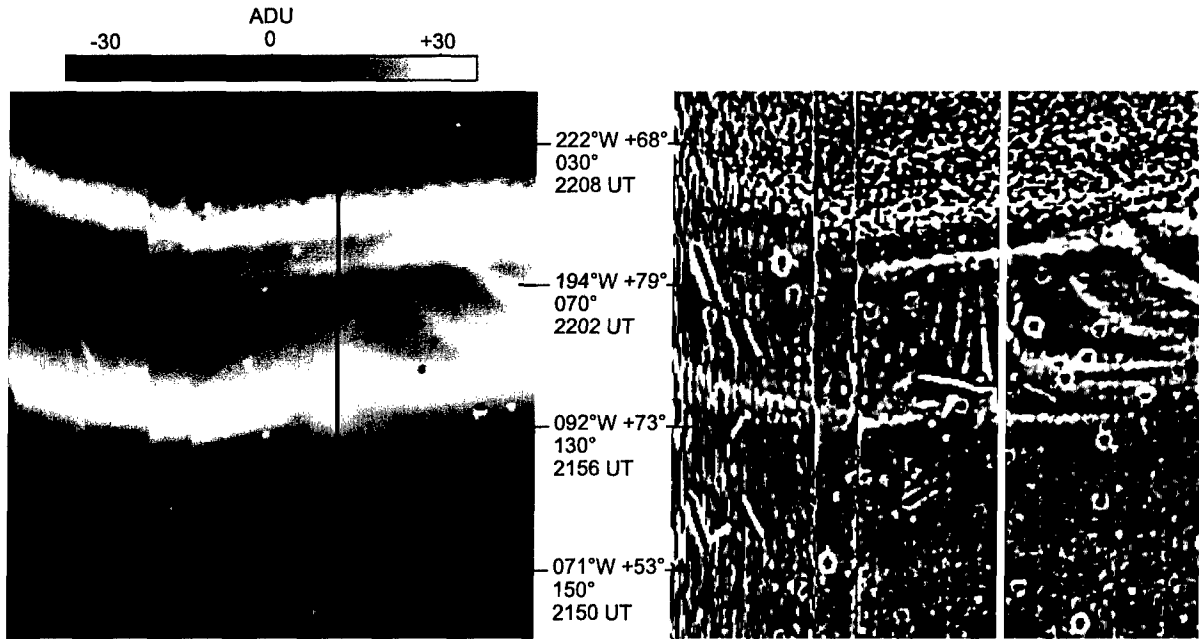 ADU
-30 0 +30
222°W +68°
030°
2208 UT
194°W +79°
070°
2202 UT
092°W +73°
130°
2156 UT
071°W +53°
150°
2150 UT